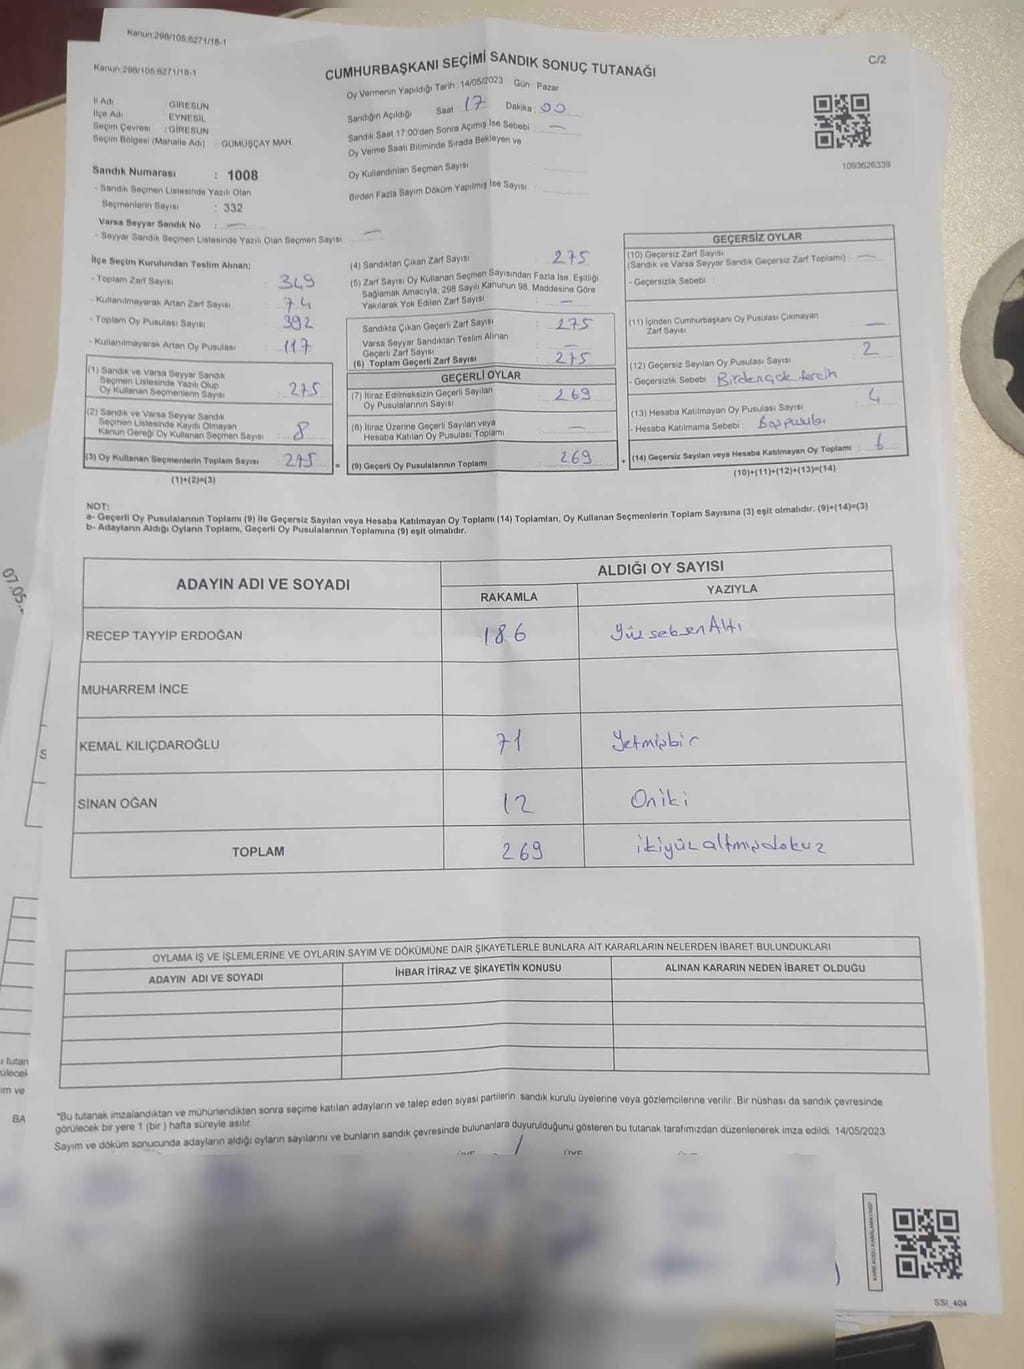 Kanun:298/105;6271/18-1
Kanun:298/105;6271/18-1
CUMHURBAŞKANI SEÇİMİ SANDIK SONUÇ TUTANAĞI
C/2
Oy Vermenin Yapıldığı Tarih : 14/05/2023 Gün : Pazar
İl Adı GİRESUN
İlçe Adı EYNESİL
Seçim Çevresi : GİRESUN
Seçim Bölgesi (Mahalle Adı) : GÜMÜŞÇAY MAH.
Sandığın Açıldığı Saat 17 Dakika : 00
Sandık Saat 17:00'den Sonra Açmış İse Sebebi : —
Oy Verme Saati Bitiminde Sırada Bekleyen ve
Oy Kullandırılan Seçmen Sayısı
Birden Fazla Sayım Döküm Yapılmış İse Sayısı :
1093626339
Sandık Numarası : 1008
- Sandık Seçmen Listesinde Yazılı Olan
Seçmenlerin Sayısı : 332
Varsa Seyyar Sandık No : —
- Seyyar Sandık Seçmen Listesinde Yazılı Olan Seçmen Sayısı —
İlçe Seçim Kurulundan Teslim Alınan;
- Toplam Zarf Sayısı : 349
- Kullanılmayarak Artan Zarf Sayısı : 74
- Toplam Oy Pusulası Sayısı : 392
- Kullanılmayarak Artan Oy Pusulası : 117
(1) Sandık ve Varsa Seyyar Sandık
Seçmen Listesinde Yazılı Olup
Oy Kullanan Seçmenlerin Sayısı : 275
(2) Sandık ve Varsa Seyyar Sandık
Seçmen Listesinde Kayıtlı Olmayan
Kanun Gereği Oy Kullanan Seçmen Sayısı : 8
(3) Oy Kullanan Seçmenlerin Toplam Sayısı : 275
(1)+(2)=(3)
(4) Sandıktan Çıkan Zarf Sayısı : 275
(5) Zarf Sayısı Oy Kullanan Seçmen Sayısından Fazla İse, Eşitliği
Sağlamak Amacıyla; 298 Sayılı Kanunun 98. Maddesine Göre
Yakılarak Yok Edilen Zarf Sayısı : —
Sandıkta Çıkan Geçerli Zarf Sayısı : 275
Varsa Seyyar Sandıktan Teslim Alınan
Geçerli Zarf Sayısı : —
(6) Toplam Geçerli Zarf Sayısı : 275
GEÇERLİ OYLAR
(7) İtiraz Edilmeksizin Geçerli Sayılan
Oy Pusulalarının Sayısı : 269
(8) İtiraz Üzerine Geçerli Sayılan veya
Hesaba Katılan Oy Pusulası Toplamı : —
=
(9) Geçerli Oy Pusulalarının Toplamı : 269
+
GEÇERSİZ OYLAR
(10) Geçersiz Zarf Sayısı
(Sandık ve Varsa Seyyar Sandık Geçersiz Zarf Toplamı) : —
- Geçersizlik Sebebi :
(11) İçinden Cumhurbaşkanı Oy Pusulası Çıkmayan
Zarf Sayısı : —
(12) Geçersiz Sayılan Oy Pusulası Sayısı : 2
- Geçersizlik Sebebi : Birdençok tercih
(13) Hesaba Katılmayan Oy Pusulası Sayısı : 4
- Hesaba Katılmama Sebebi : Boş pusula
(14) Geçersiz Sayılan veya Hesaba Katılmayan Oy Toplamı : 6
(10)+(11)+(12)+(13)=(14)
NOT:
a- Geçerli Oy Pusulalarının Toplamı (9) ile Geçersiz Sayılan veya Hesaba Katılmayan Oy Toplamı (14) Toplamları, Oy Kullanan Seçmenlerin Toplam Sayısına (3) eşit olmalıdır. (9)+(14)=(3)
b- Adayların Aldığı Oyların Toplamı, Geçerli Oy Pusulalarının Toplamına (9) eşit olmalıdır.
ADAYIN ADI VE SOYADI
ALDIĞI OY SAYISI
RAKAMLA YAZIYLA
RECEP TAYYİP ERDOĞAN 186 Yüzseksen Altı
MUHARREM İNCE
KEMAL KILIÇDAROĞLU 71 Yetmişbir
SİNAN OĞAN 12 Oniki
TOPLAM 269 ikiyüzaltmışdokuz
OYLAMA İŞ VE İŞLEMLERİNE VE OYLARIN SAYIM VE DÖKÜMÜNE DAİR ŞİKAYETLERLE BUNLARA AİT KARARLARIN NELERDEN İBARET BULUNDUKLARI
ADAYIN ADI VE SOYADI
İHBAR İTİRAZ VE ŞİKAYETİN KONUSU
ALINAN KARARIN NEDEN İBARET OLDUĞU
*Bu tutanak imzalandıktan ve mühürlendikten sonra seçime katılan adayların ve talep eden siyasi partilerin sandık kurulu üyelerine veya gözlemcilerine verilir. Bir nüshası da sandık çevresinde
görülecek bir yere 1 (bir) hafta süreyle asılır.
Sayım ve döküm sonucunda adayların aldığı oyların sayılarını ve bunların sandık çevresinde bulunanlara duyurulduğunu gösteren bu tutanak tarafımızdan düzenlenerek imza edildi. 14/05/2023
KARE KODU KARALAMAYINIZ!
SSI_404
07.05.
S
u tutan
ülecek
ım ve
BA